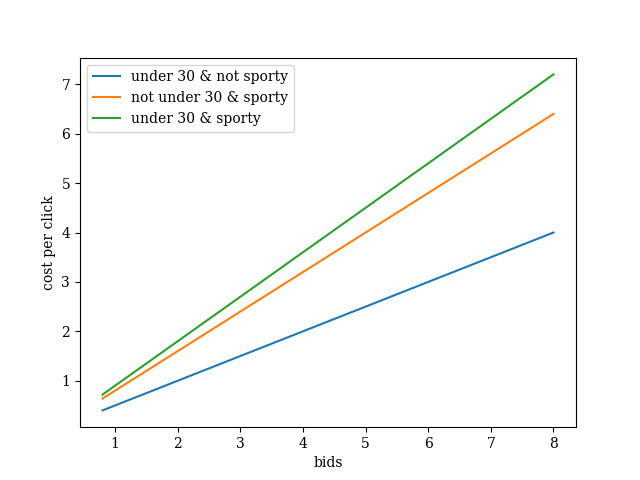 under 30 & not sporty
not under 30 & sporty
under 30 & sporty
7
6
5
4
3
2
1
cost per click
1 2 3 4 5 6 7 8
bids